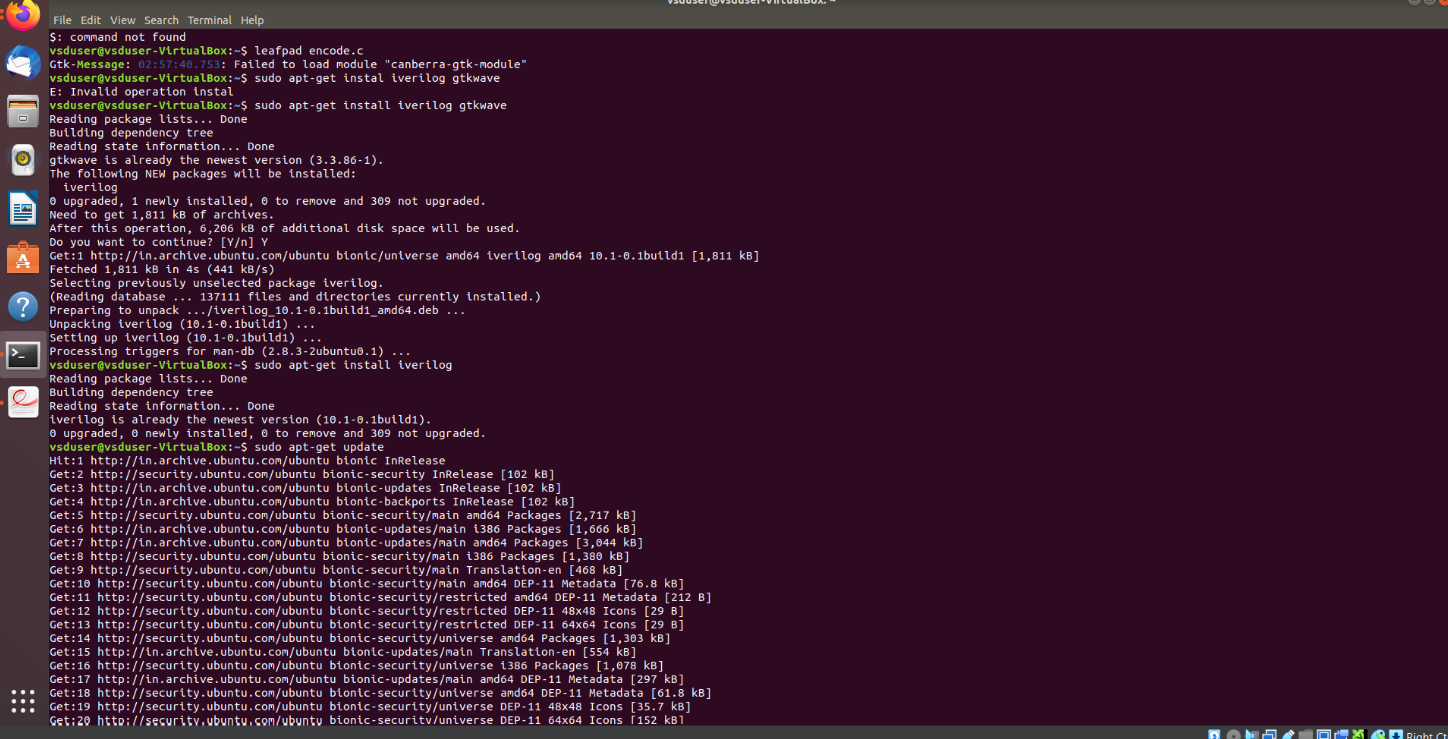 vsduser@vsduser-VirtualBox: ~
File Edit View Search Terminal Help
$: command not found
vsduser@vsduser-VirtualBox:~$ leafpad encode.c
Gtk-Message: 02:57:40.753: Failed to load module "canberra-gtk-module"
vsduser@vsduser-VirtualBox:~$ sudo apt-get instal iverilog gtkwave
E: Invalid operation instal
vsduser@vsduser-VirtualBox:~$ sudo apt-get install iverilog gtkwave
Reading package lists... Done
Building dependency tree
Reading state information... Done
gtkwave is already the newest version (3.3.86-1).
The following NEW packages will be installed:
  iverilog
0 upgraded, 1 newly installed, 0 to remove and 309 not upgraded.
Need to get 1,811 kB of archives.
After this operation, 6,206 kB of additional disk space will be used.
Do you want to continue? [Y/n] Y
Get:1 http://in.archive.ubuntu.com/ubuntu bionic/universe amd64 iverilog amd64 10.1-0.1build1 [1,811 kB]
Fetched 1,811 kB in 4s (441 kB/s)
Selecting previously unselected package iverilog.
(Reading database ... 137111 files and directories currently installed.)
Preparing to unpack .../iverilog_10.1-0.1build1_amd64.deb ...
Unpacking iverilog (10.1-0.1build1) ...
Setting up iverilog (10.1-0.1build1) ...
Processing triggers for man-db (2.8.3-2ubuntu0.1) ...
vsduser@vsduser-VirtualBox:~$ sudo apt-get install iverilog
Reading package lists... Done
Building dependency tree
Reading state information... Done
iverilog is already the newest version (10.1-0.1build1).
0 upgraded, 0 newly installed, 0 to remove and 309 not upgraded.
vsduser@vsduser-VirtualBox:~$ sudo apt-get update
Hit:1 http://in.archive.ubuntu.com/ubuntu bionic InRelease
Get:2 http://security.ubuntu.com/ubuntu bionic-security InRelease [102 kB]
Get:3 http://in.archive.ubuntu.com/ubuntu bionic-updates InRelease [102 kB]
Get:4 http://in.archive.ubuntu.com/ubuntu bionic-backports InRelease [102 kB]
Get:5 http://security.ubuntu.com/ubuntu bionic-security/main amd64 Packages [2,717 kB]
Get:6 http://in.archive.ubuntu.com/ubuntu bionic-updates/main i386 Packages [1,666 kB]
Get:7 http://in.archive.ubuntu.com/ubuntu bionic-updates/main amd64 Packages [3,044 kB]
Get:8 http://security.ubuntu.com/ubuntu bionic-security/main i386 Packages [1,380 kB]
Get:9 http://security.ubuntu.com/ubuntu bionic-security/main Translation-en [468 kB]
Get:10 http://security.ubuntu.com/ubuntu bionic-security/main amd64 DEP-11 Metadata [76.8 kB]
Get:11 http://security.ubuntu.com/ubuntu bionic-security/restricted amd64 DEP-11 Metadata [212 B]
Get:12 http://security.ubuntu.com/ubuntu bionic-security/restricted DEP-11 48x48 Icons [29 B]
Get:13 http://security.ubuntu.com/ubuntu bionic-security/restricted DEP-11 64x64 Icons [29 B]
Get:14 http://security.ubuntu.com/ubuntu bionic-security/universe amd64 Packages [1,303 kB]
Get:15 http://in.archive.ubuntu.com/ubuntu bionic-updates/main Translation-en [554 kB]
Get:16 http://security.ubuntu.com/ubuntu bionic-security/universe i386 Packages [1,078 kB]
Get:17 http://in.archive.ubuntu.com/ubuntu bionic-updates/main amd64 DEP-11 Metadata [297 kB]
Get:18 http://security.ubuntu.com/ubuntu bionic-security/universe amd64 DEP-11 Metadata [61.8 kB]
Get:19 http://security.ubuntu.com/ubuntu bionic-security/universe DEP-11 48x48 Icons [35.7 kB]
Get:20 http://security.ubuntu.com/ubuntu bionic-security/universe DEP-11 64x64 Icons [152 kB]
Right Ct